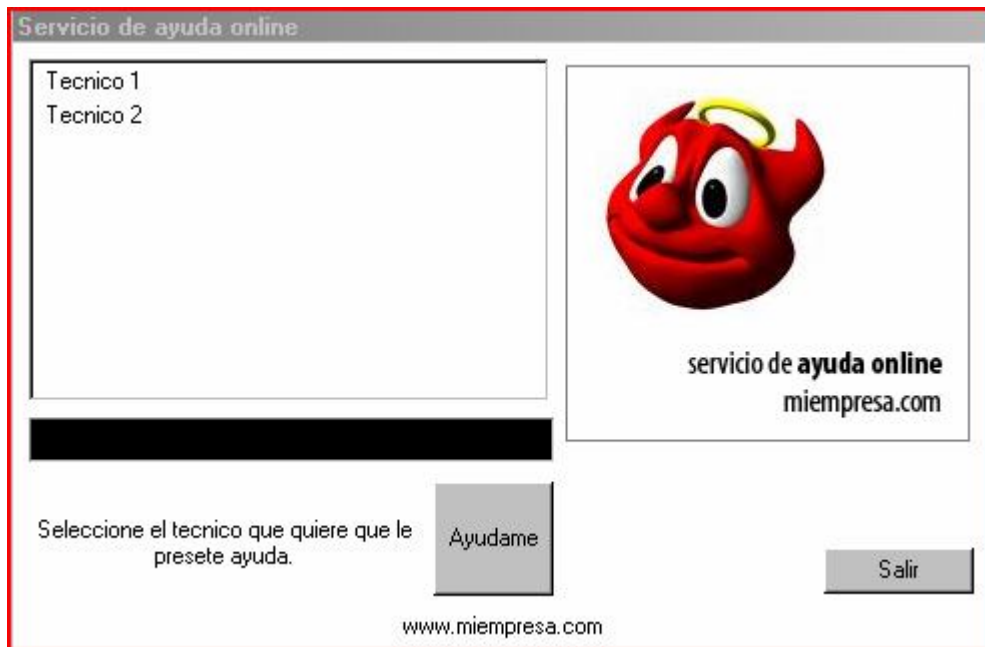 Servicio de ayuda online
Tecnico 1
Tecnico 2
servicio de ayuda online
miempresa.com
Seleccione el tecnico que quiere que le
presete ayuda.
Ayudame
Salir
www.miempresa.com